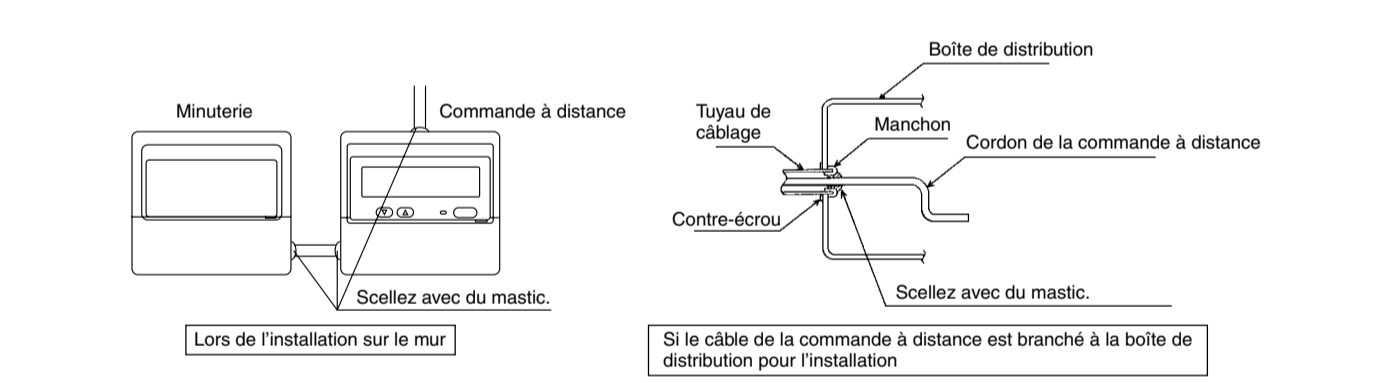 Minuterie
Commande à distance
Scellez avec du mastic.
Lors de l'installation sur le mur
Boîte de distribution
Tuyau de
câblage
Manchon
Cordon de la commande à distance
Contre-écrou
Scellez avec du mastic.
Si le câble de la commande à distance est branché à la boîte de
distribution pour l'installation